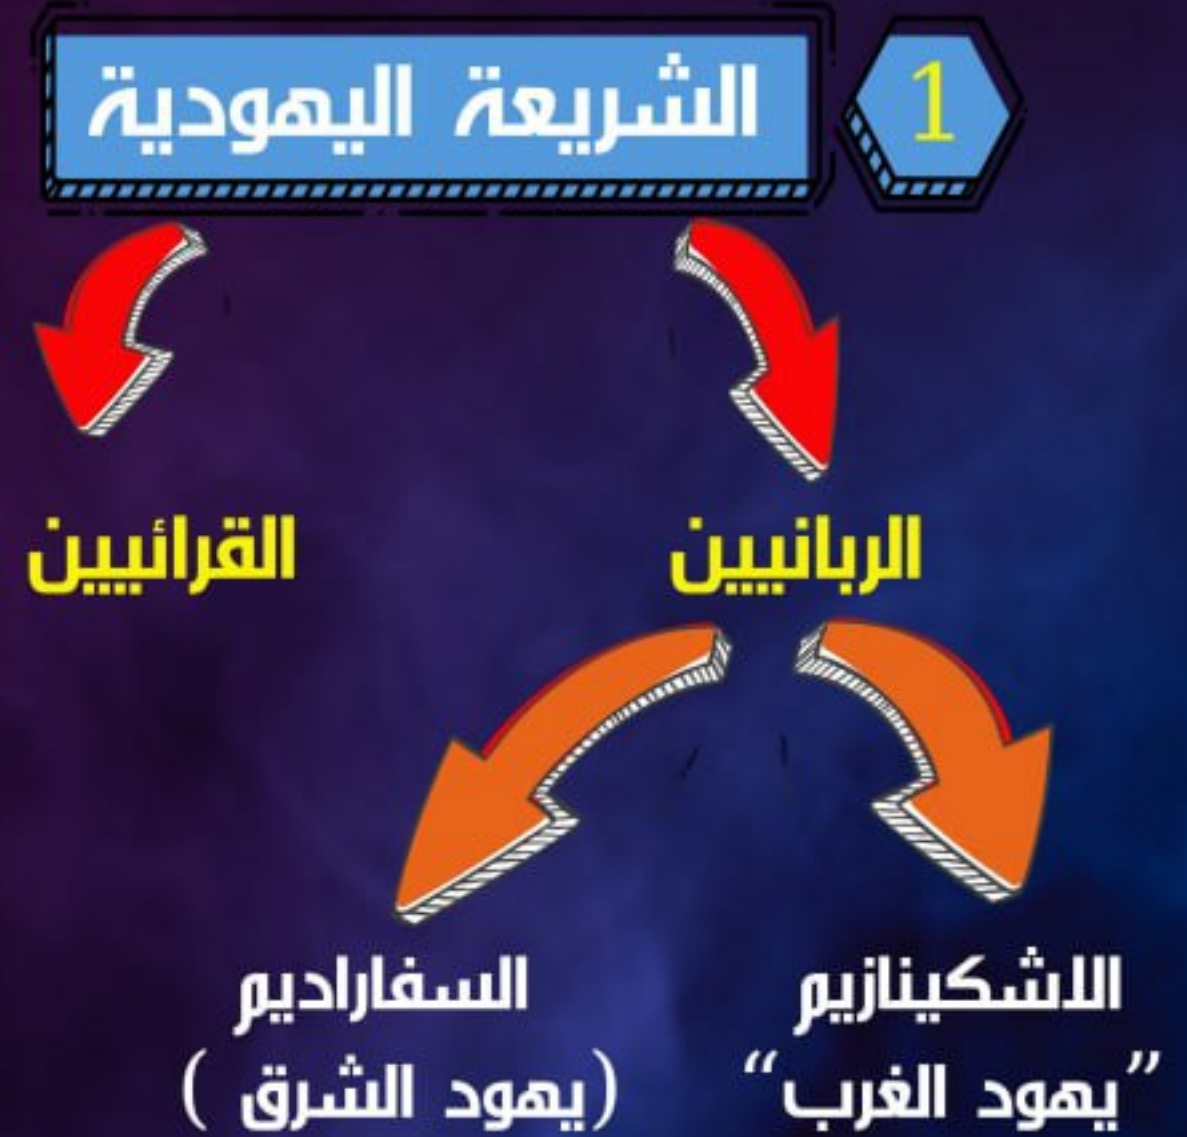 1
الشريعة اليهودية
الربانيين
القرائيين
الاشكينازيم
”يهود الغرب“
السفاراديم
(يهود الشرق )